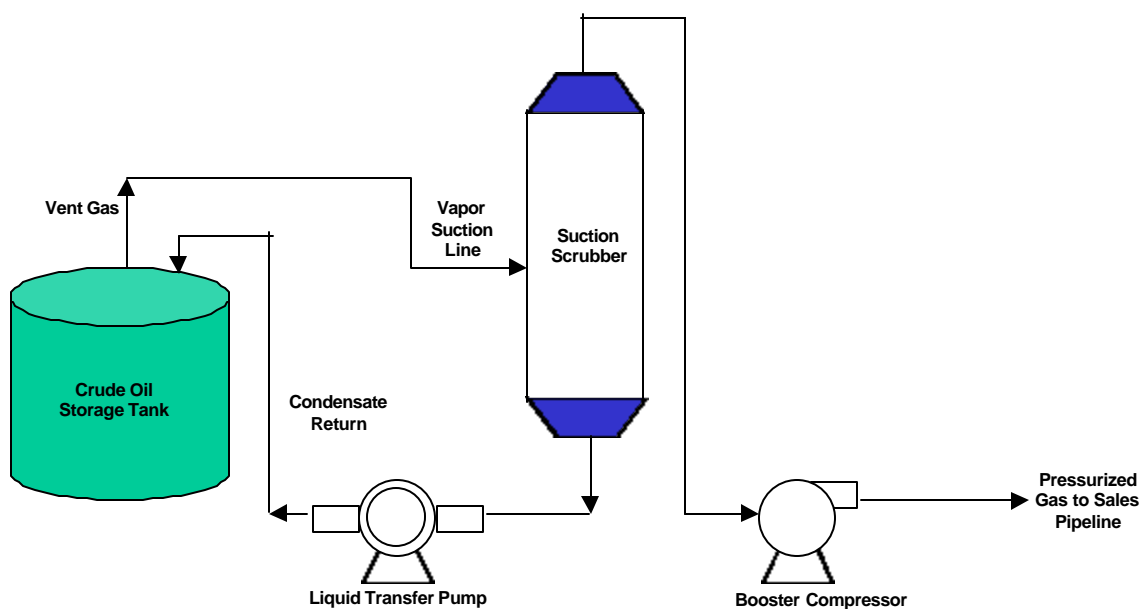 Vent Gas
Vapor
Suction
Line
Suction
Scrubber
Crude Oil
Storage Tank
Condensate
Return
Pressurized
Gas to Sales
Pipeline
Liquid Transfer Pump
Booster Compressor